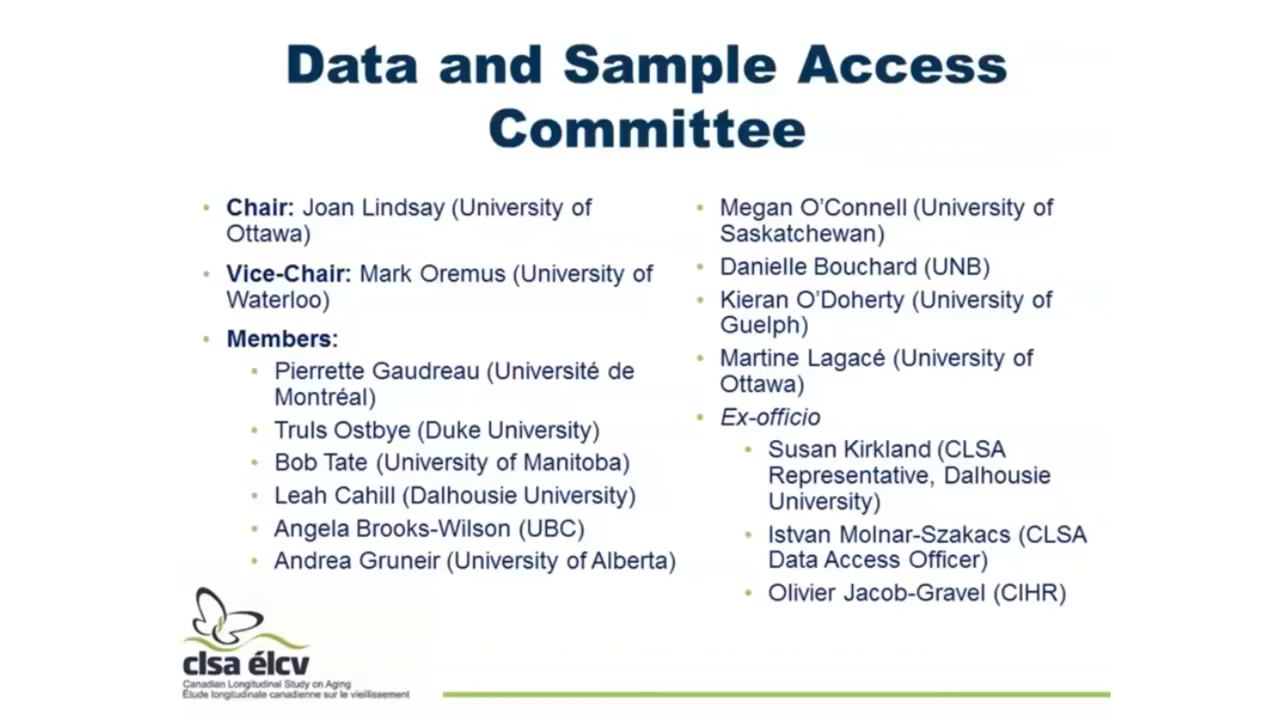 Data and Sample Access
Committee
• Chair: Joan Lindsay (University of
Ottawa)
• Vice-Chair: Mark Oremus (University of
Waterloo)
• Members:
• Pierrette Gaudreau (Université de
Montréal)
• Truls Ostbye (Duke University)
• Bob Tate (University of Manitoba)
• Leah Cahill (Dalhousie University)
• Angela Brooks-Wilson (UBC)
• Andrea Gruneir (University of Alberta)
• Megan O'Connell (University of
Saskatchewan)
• Danielle Bouchard (UNB)
• Kieran O'Doherty (University of
Guelph)
• Martine Lagacé (University of
Ottawa)
• Ex-officio
• Susan Kirkland (CLSA
Representative, Dalhousie
University)
• Istvan Molnar-Szakacs (CLSA
Data Access Officer)
• Olivier Jacob-Gravel (CIHR)
clsa élcv
Canadian Longitudinal Study on Aging
Étude longitudinale canadienne sur le vieillissement